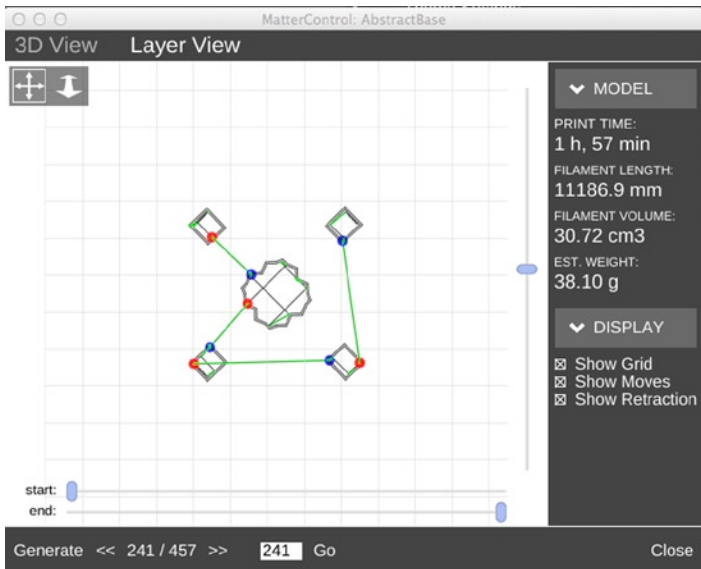 MatterControl: AbstractBase
3D View Layer View
MODEL
PRINT TIME:
1 h, 57 min
FILAMENT LENGTH:
11186.9 mm
FILAMENT VOLUME:
30.72 cm3
EST. WEIGHT:
38.10 g
DISPLAY
Show Grid
Show Moves
Show Retraction
start:
end:
Generate << 241 / 457 >> 241 Go Close